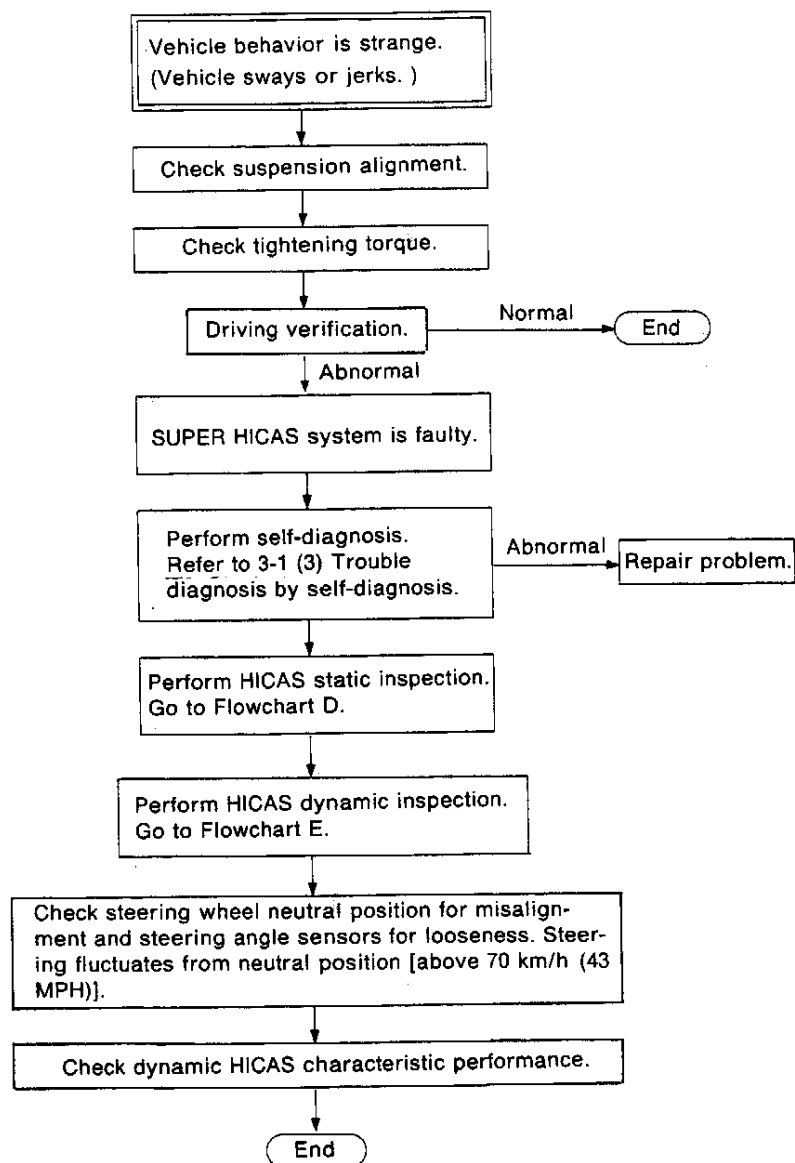 Vehicle behavior is strange.
(Vehicle sways or jerks. )
Check suspension alignment.
Check tightening torque.
Driving verification.
Normal
End
Abnormal
SUPER HICAS system is faulty.
Perform self-diagnosis.
Refer to 3-1 (3) Trouble
diagnosis by self-diagnosis.
Abnormal
Repair problem.
Perform HICAS static inspection.
Go to Flowchart D.
Perform HICAS dynamic inspection.
Go to Flowchart E.
Check steering wheel neutral position for misalign-
ment and steering angle sensors for looseness. Steer-
ing fluctuates from neutral position [above 70 km/h (43
MPH)].
Check dynamic HICAS characteristic performance.
End